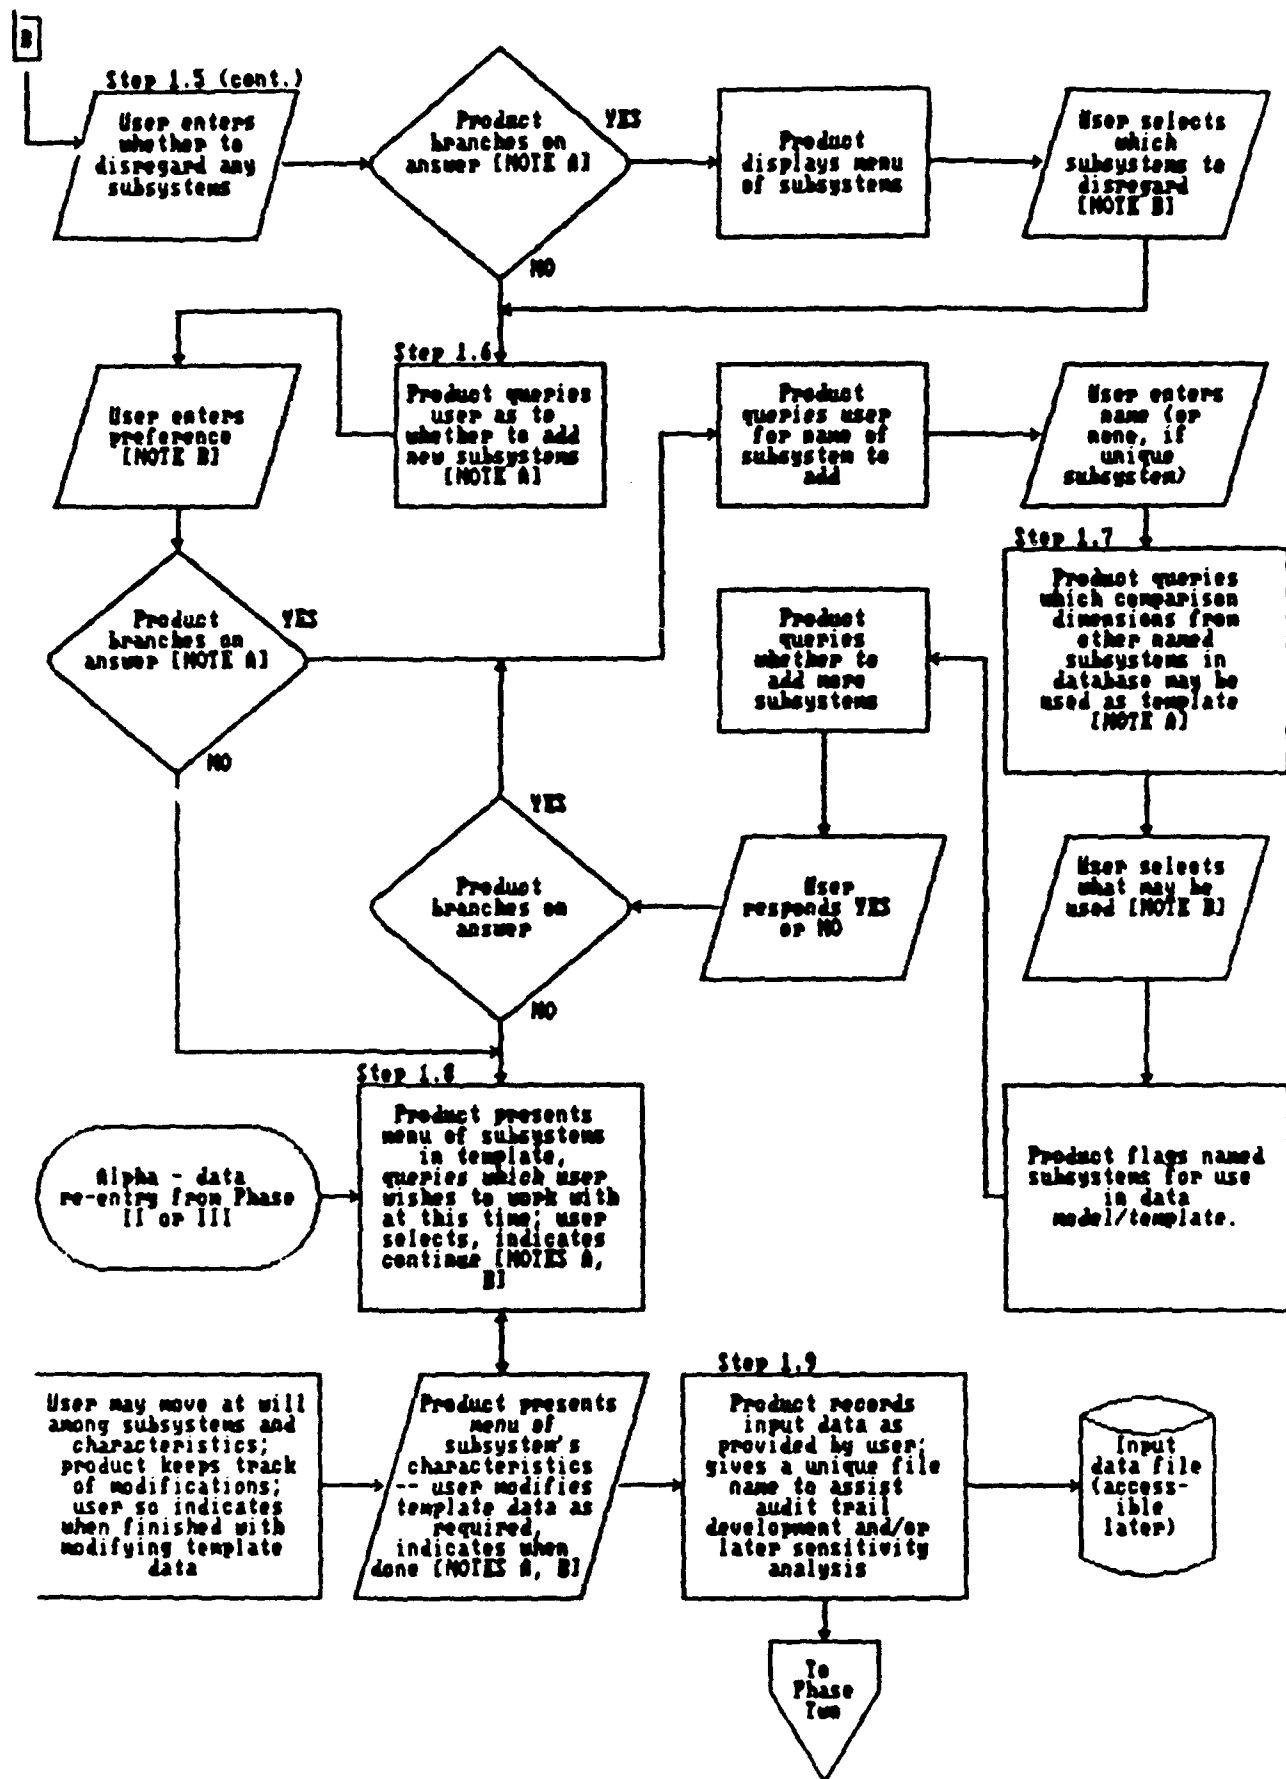 B
Step 1.5 (cont.)
User enters
whether to
disregard any
subsystems
Product
branches on
answer [NOTE A]
YES
NO
Product
displays menu
of subsystems
User selects
which
subsystems to
disregard
[NOTE B]
Step 1.6
Product queries
user as to
whether to add
new subsystems
[NOTE A]
User enters
preference
[NOTE B]
Product
queries user
for name of
subsystem to
add
User enters
name (or
none, if
unique
subsystem)
Product
branches on
answer [NOTE A]
YES
NO
Step 1.7
Product queries
which comparison
dimensions from
other named
subsystems in
database may be
used as template
[NOTE A]
Product
queries
whether to
add more
subsystems
User selects
what may be
used [NOTE B]
User
responds YES
or NO
YES
Product
branches on
answer
NO
Product flags named
subsystems for use
in data
model/template.
Step 1.8
Product presents
menu of subsystems
in template,
queries which user
wishes to work with
at this time; user
selects, indicates
continue [NOTES A,
B]
Alpha - data
re-entry from Phase
II or III
User may move at will
among subsystems and
characteristics;
product keeps track
of modifications;
user so indicates
when finished with
modifying template
data
Product presents
menu of
subsystem's
characteristics
-- user modifies
template data as
required,
indicates when
done [NOTES A, B]
Step 1.9
Product records
input data as
provided by user;
gives a unique file
name to assist
audit trail
development and/or
later sensitivity
analysis
Input
data file
(access-
ible
later)
To
Phase
Two